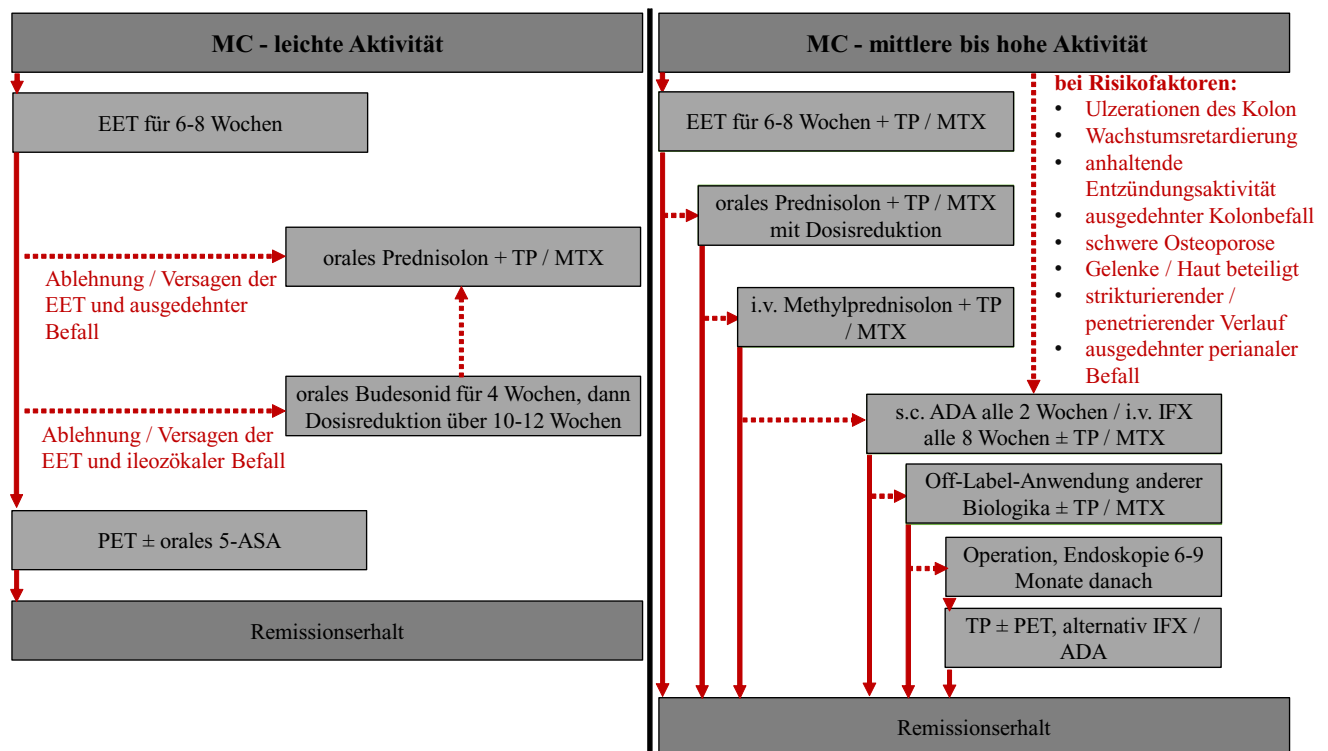 MC - leichte Aktivität
EET für 6-8 Wochen
orales Prednisolon + TP / MTX
Ablehnung / Versagen der
EET und ausgedehnter
Befall
orales Budesonid für 4 Wochen, dann
Dosisreduktion über 10-12 Wochen
Ablehnung / Versagen der
EET und ileozökaler Befall
PET ± orales 5-ASA
Remissionserhalt
MC - mittlere bis hohe Aktivität
bei Risikofaktoren:
• Ulzerationen des Kolon
• Wachstumsretardierung
• anhaltende
Entzündungsaktivität
• ausgedehnter Kolonbefall
• schwere Osteoporose
• Gelenke / Haut beteiligt
• strikturierender /
penetrierender Verlauf
• ausgedehnter perianaler
Befall
EET für 6-8 Wochen + TP / MTX
orales Prednisolon + TP / MTX
mit Dosisreduktion
i.v. Methylprednisolon + TP
/ MTX
s.c. ADA alle 2 Wochen / i.v. IFX
alle 8 Wochen ± TP / MTX
Off-Label-Anwendung anderer
Biologika ± TP / MTX
Operation, Endoskopie 6-9
Monate danach
TP ± PET, alternativ IFX /
ADA
Remissionserhalt